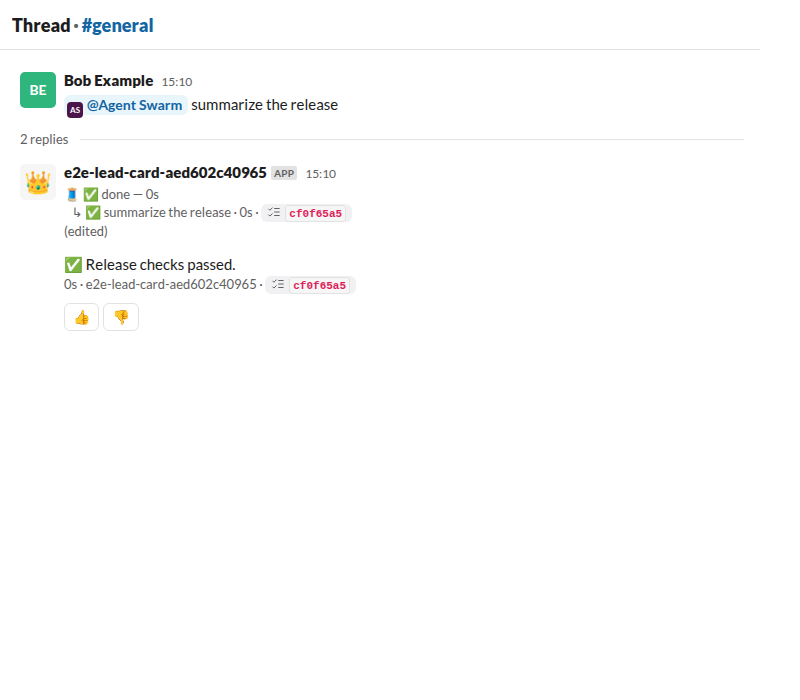 Thread • #general
BE
Bob Example 15:10
AS @Agent Swarm summarize the release
2 replies
e2e-lead-card-aed602c40965 APP 15:10
🧵 ✅ done — 0s
↳ ✅ summarize the release · 0s · cf0f65a5
(edited)
✅ Release checks passed.
0s · e2e-lead-card-aed602c40965 · cf0f65a5
👍 👎